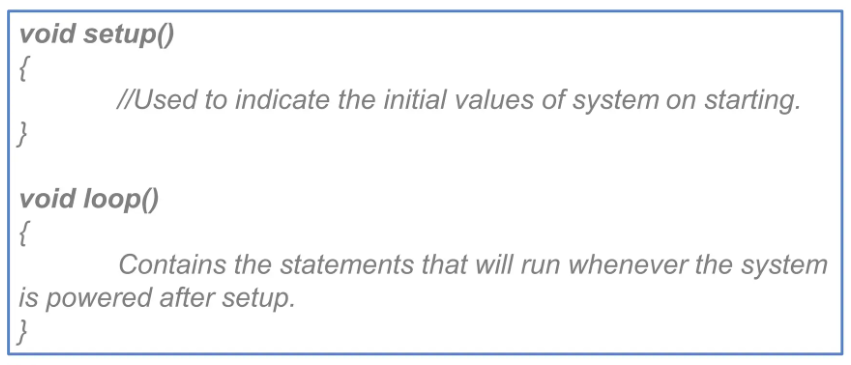 void setup()
{
//Used to indicate the initial values of system on starting.
}
void loop()
{
Contains the statements that will run whenever the system
is powered after setup.
}